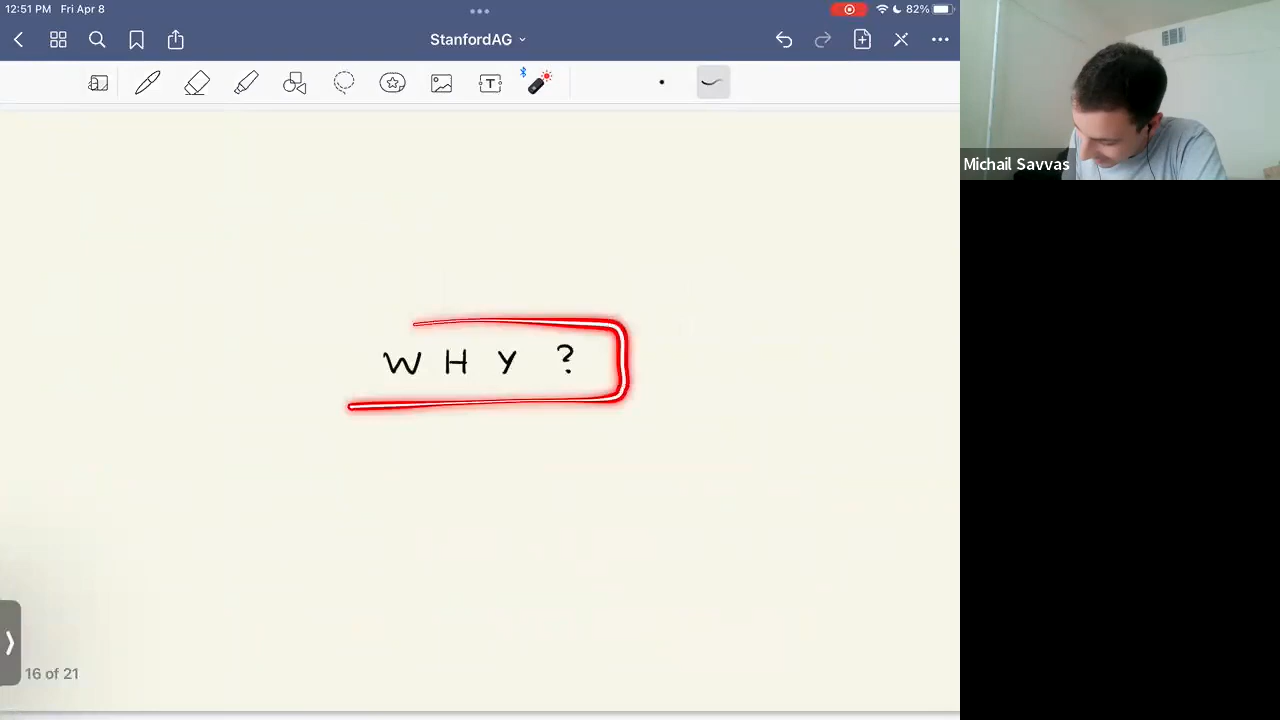 12:51 PM Fri Apr 8
82%
StanfordAG
T
Michail Savvas
W H Y ?
16 of 21